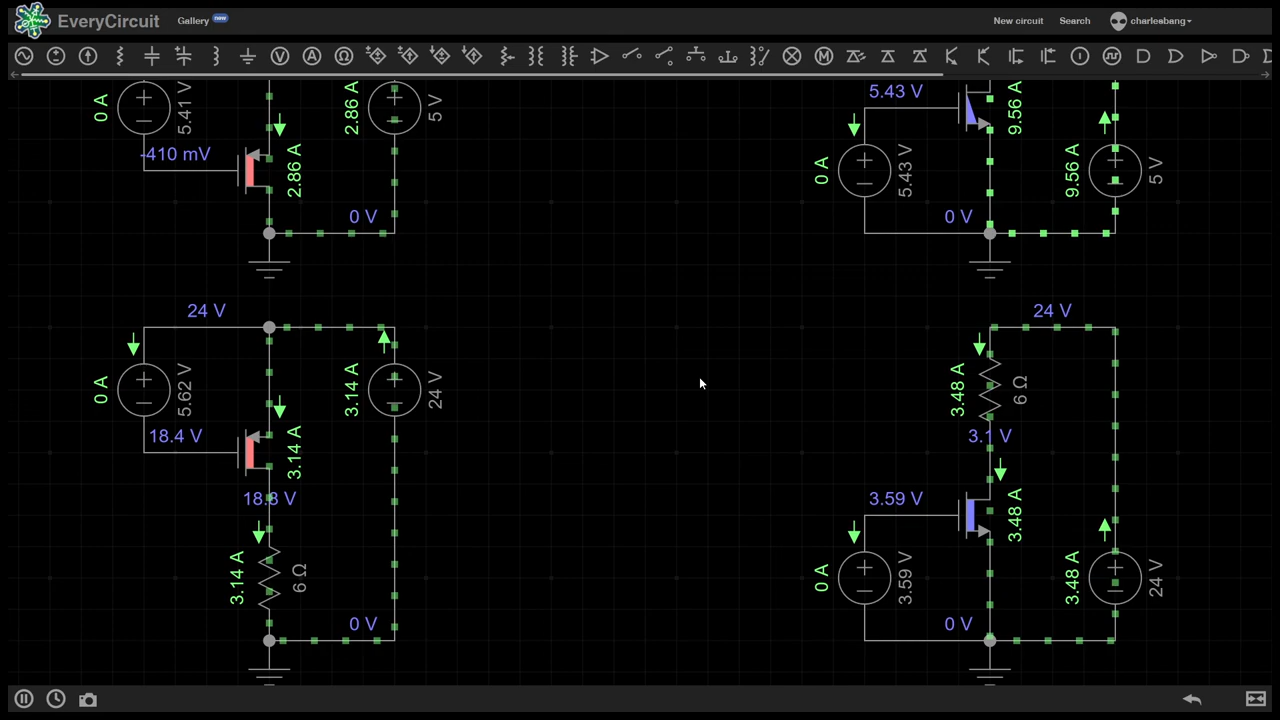 EveryCircuit
Gallery new
New circuit
Search
charlesbang
0 A
5.41 V
-410 mV
2.86 A
2.86 A
5 V
0 V
5.43 V
0 A
5.43 V
9.56 A
9.56 A
5 V
0 V
24 V
0 A
5.62 V
18.4 V
3.14 A
3.14 A
24 V
18.8 V
3.14 A
6 Ω
0 V
24 V
3.48 A
6 Ω
3.1 V
3.59 V
0 A
3.59 V
3.48 A
3.48 A
24 V
0 V